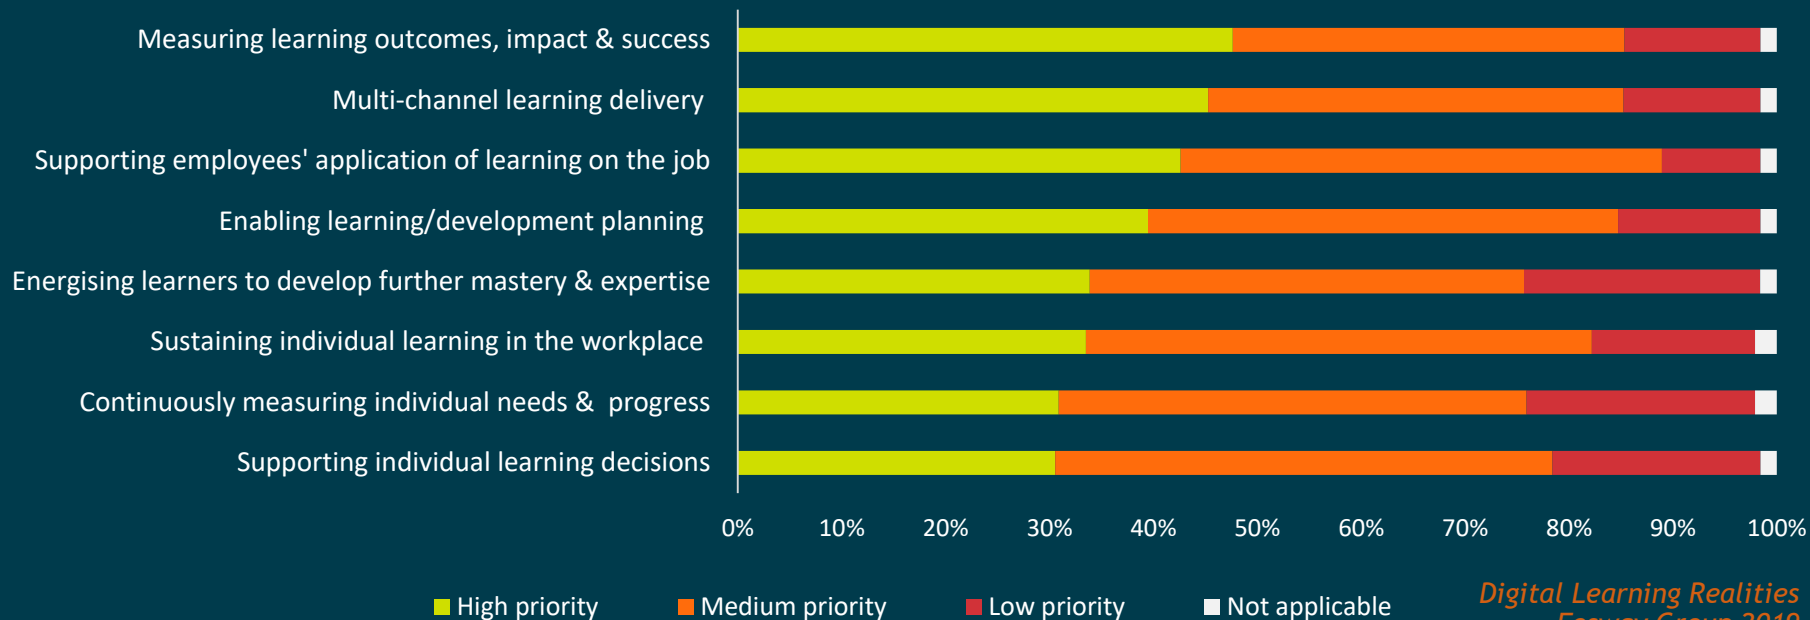 Measuring learning outcomes, impact & success
Multi-channel learning delivery
Supporting employees' application of learning on the job
Enabling learning/development planning
Energising learners to develop further mastery & expertise
Sustaining individual learning in the workplace
Continuously measuring individual needs & progress
Supporting individual learning decisions
0% 10% 20% 30% 40% 50% 60% 70% 80% 90% 100%
High priority Medium priority Low priority Not applicable
Digital Learning Realities
Group